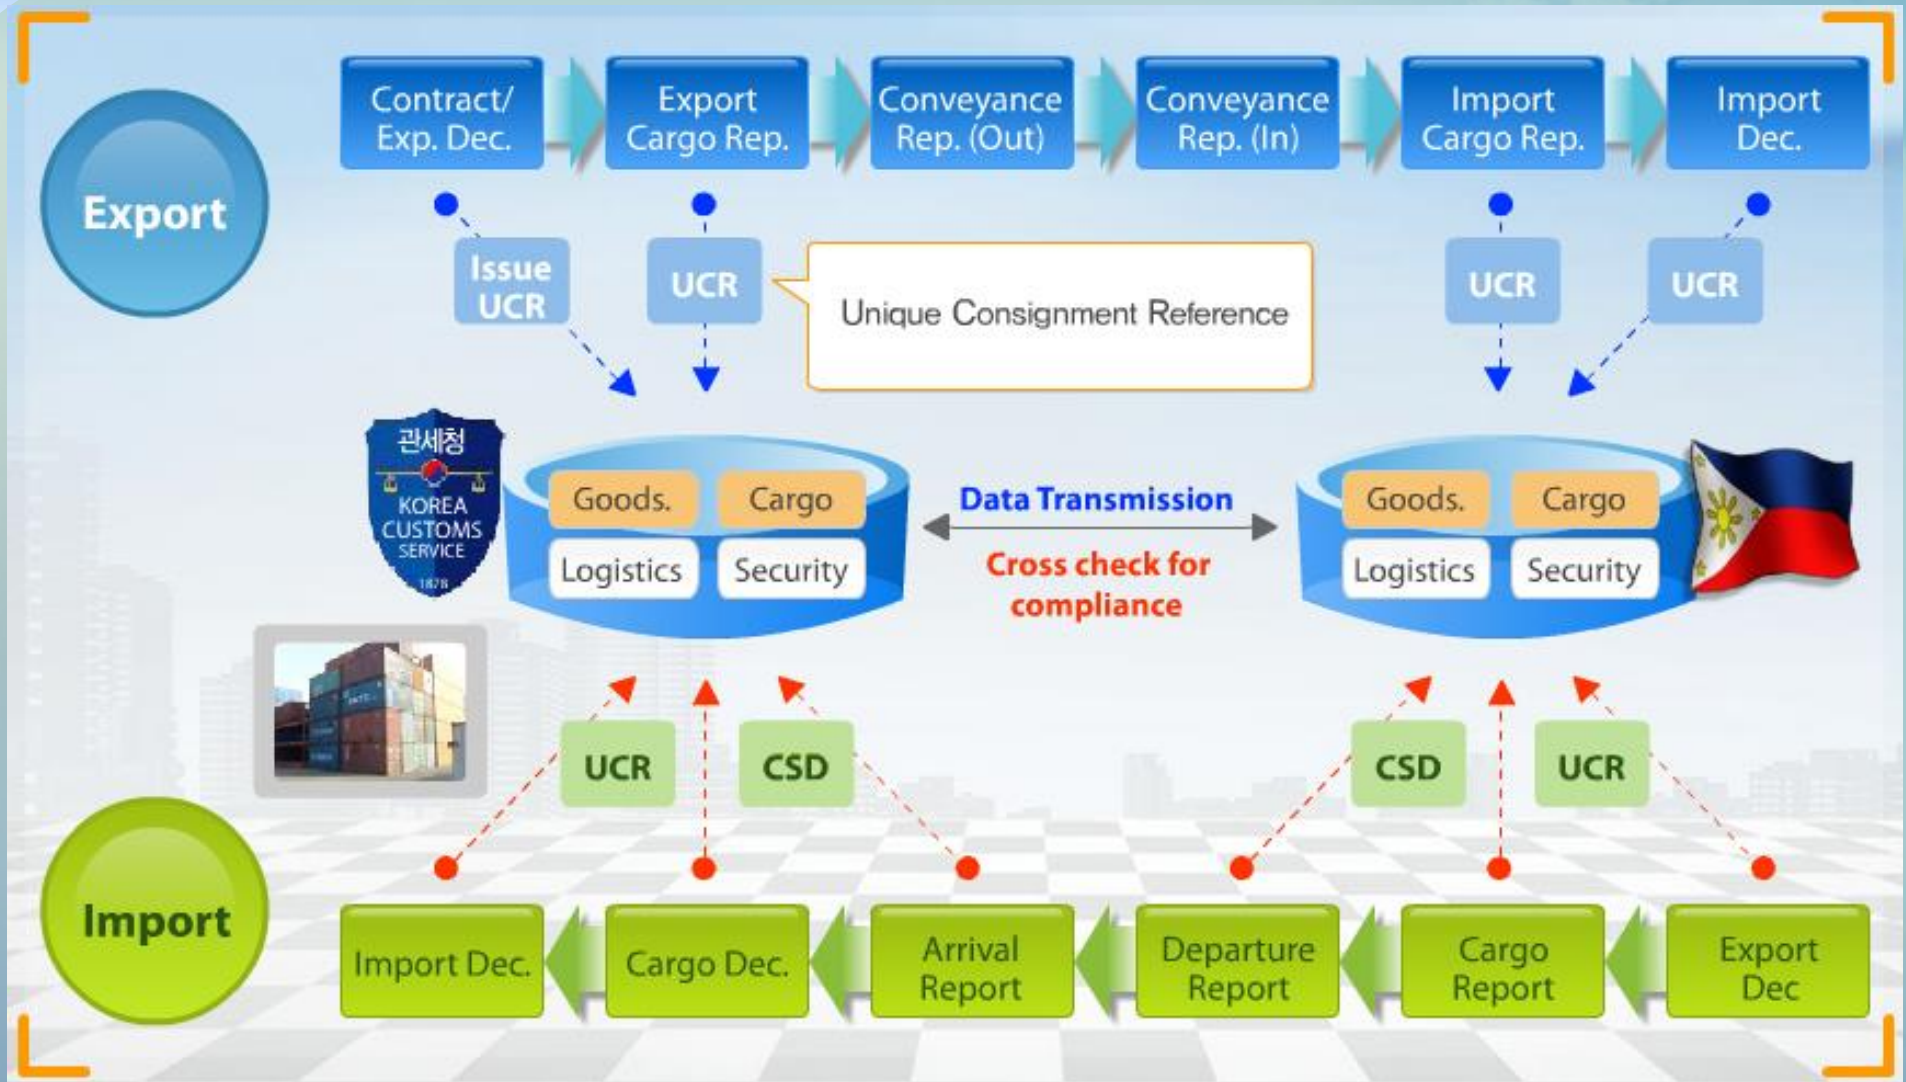 Contract/
Exp. Dec.
Export
Cargo Rep.
Conveyance
Rep. (Out)
Conveyance
Rep. (In)
Import
Cargo Rep.
Import
Dec.
Export
Issue
UCR
UCR
Unique Consignment Reference
UCR
UCR
관세청
KOREA
CUSTOMS
SERVICE
1878
Goods.
Cargo
Logistics
Security
Data Transmission
Cross check for
compliance
Goods.
Cargo
Logistics
Security
UCR
CSD
CSD
UCR
Import
Import Dec.
Cargo Dec.
Arrival
Report
Departure
Report
Cargo
Report
Export
Dec